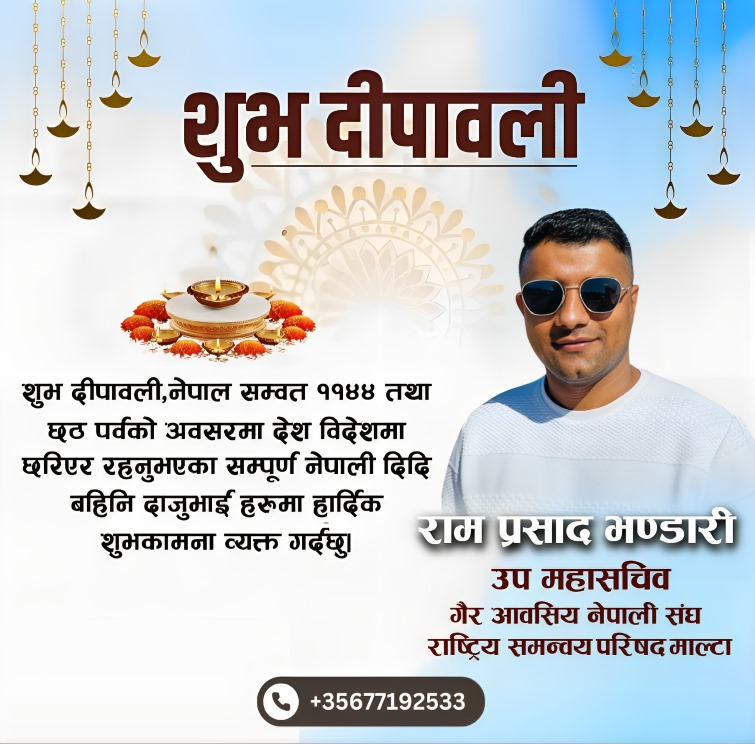 शुभ दीपावली
शुभ दीपावली,नेपाल सम्वत ११४४ तथा
छठ पर्वको अवसरमा देश विदेशमा
छरिएर रहनुभएका सम्पूर्ण नेपाली दिदि
बहिनि दाजुभाई हरूमा हार्दिक
शुभकामना व्यक्त गर्दछु।
राम प्रसाद भण्डारी
उप महासचिव
गैर आवसिय नेपाली संघ
राष्ट्रिय समन्वय परिषद माल्टा
+35677192533